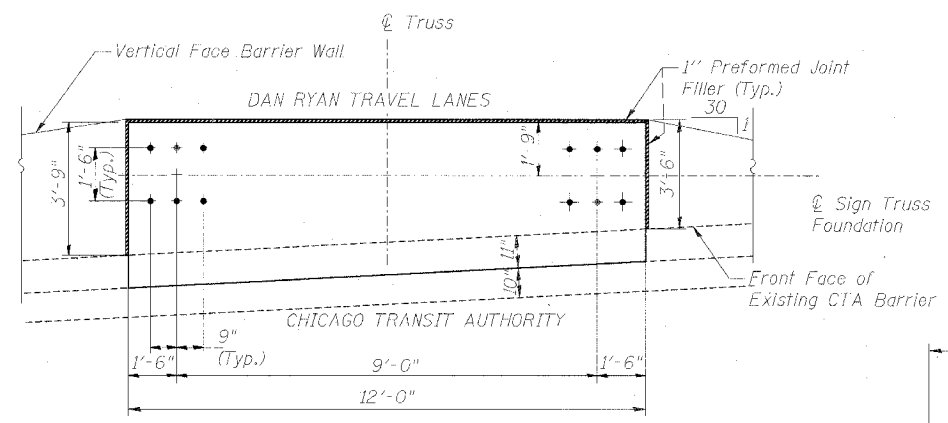 ℄ Truss
Vertical Face Barrier Wall
1" Preformed Joint
Filler (Typ.)
DAN RYAN TRAVEL LANES
30
1
3'-9"
1'-6"
(Typ.)
1'-9"
3'-6"
℄ Sign Truss
Foundation
11"
10"
Front Face of
Existing CTA Barrier
CHICAGO TRANSIT AUTHORITY
9"
(Typ.)
1'-6"
9'-0"
1'-6"
12'-0"